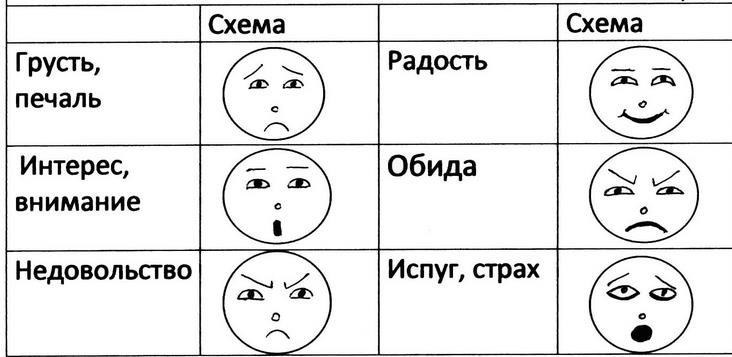 Схема Схема
Грусть, Радость
печаль
Интерес, Обида
внимание
Недовольство Испуг, страх